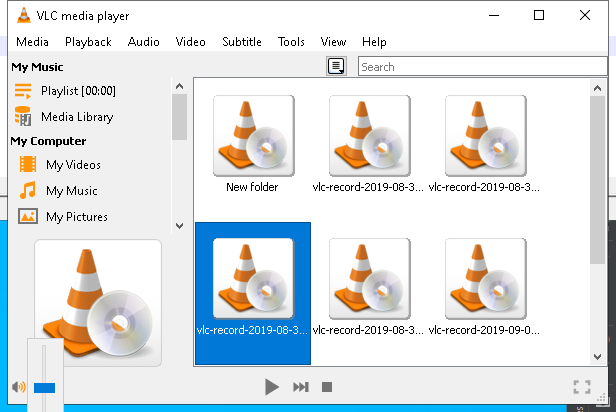 VLC media player
Media Playback Audio Video Subtitle Tools View Help
My Music
Search
Playlist [00:00]
Media Library
My Computer
My Videos
My Music
My Pictures
New folder
vlc-record-2019-08-3...
vlc-record-2019-08-3...
vlc-record-2019-08-3...
vlc-record-2019-08-3...
vlc-record-2019-09-0...